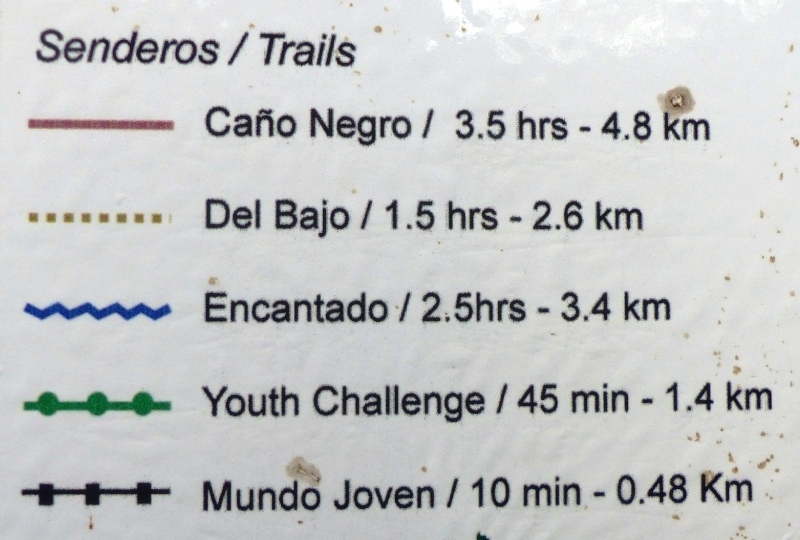 Senderos / Trails
Caño Negro / 3.5 hrs - 4.8 km
Del Bajo / 1.5 hrs - 2.6 km
Encantado / 2.5hrs - 3.4 km
Youth Challenge / 45 min - 1.4 km
Mundo Joven / 10 min - 0.48 Km